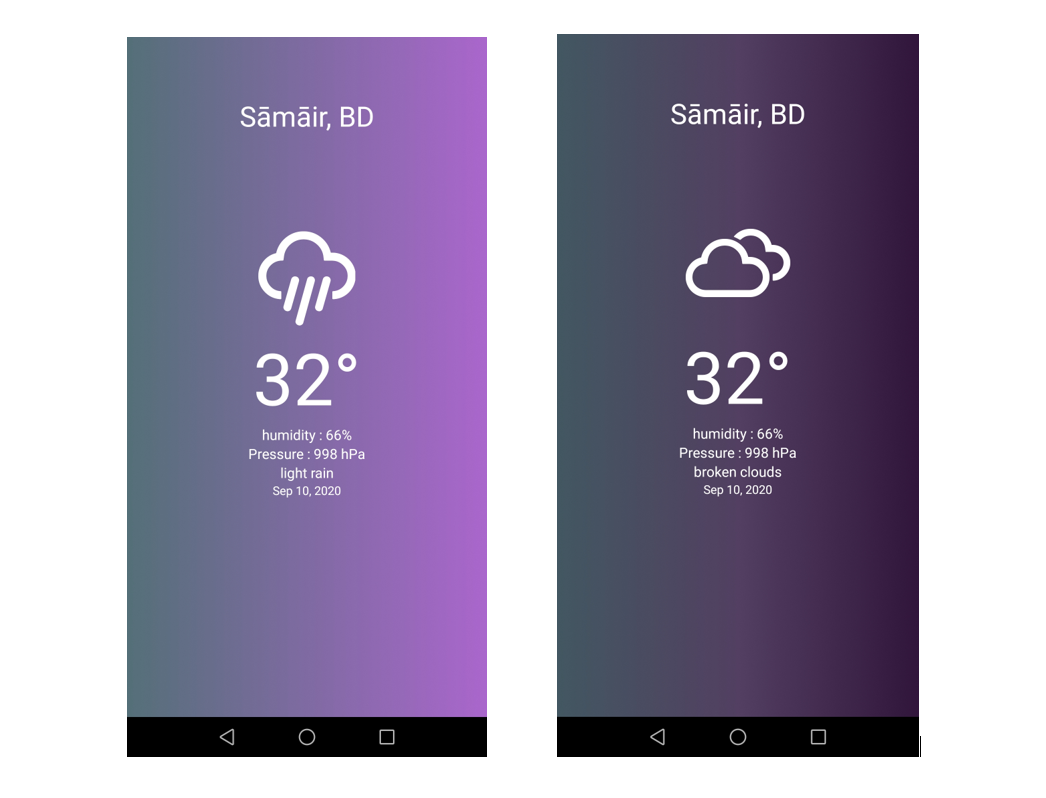 Sāmāir, BD
32°
humidity : 66%
Pressure : 998 hPa
light rain
Sep 10, 2020
Sāmāir, BD
32°
humidity : 66%
Pressure : 998 hPa
broken clouds
Sep 10, 2020